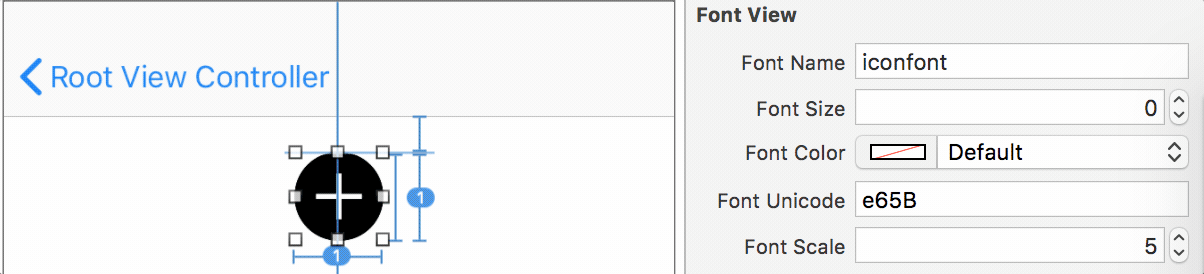 Root View Controller
1
1
Font View
Font Name iconfont
Font Size 0
Font Color Default
Font Unicode e65B
Font Scale 5